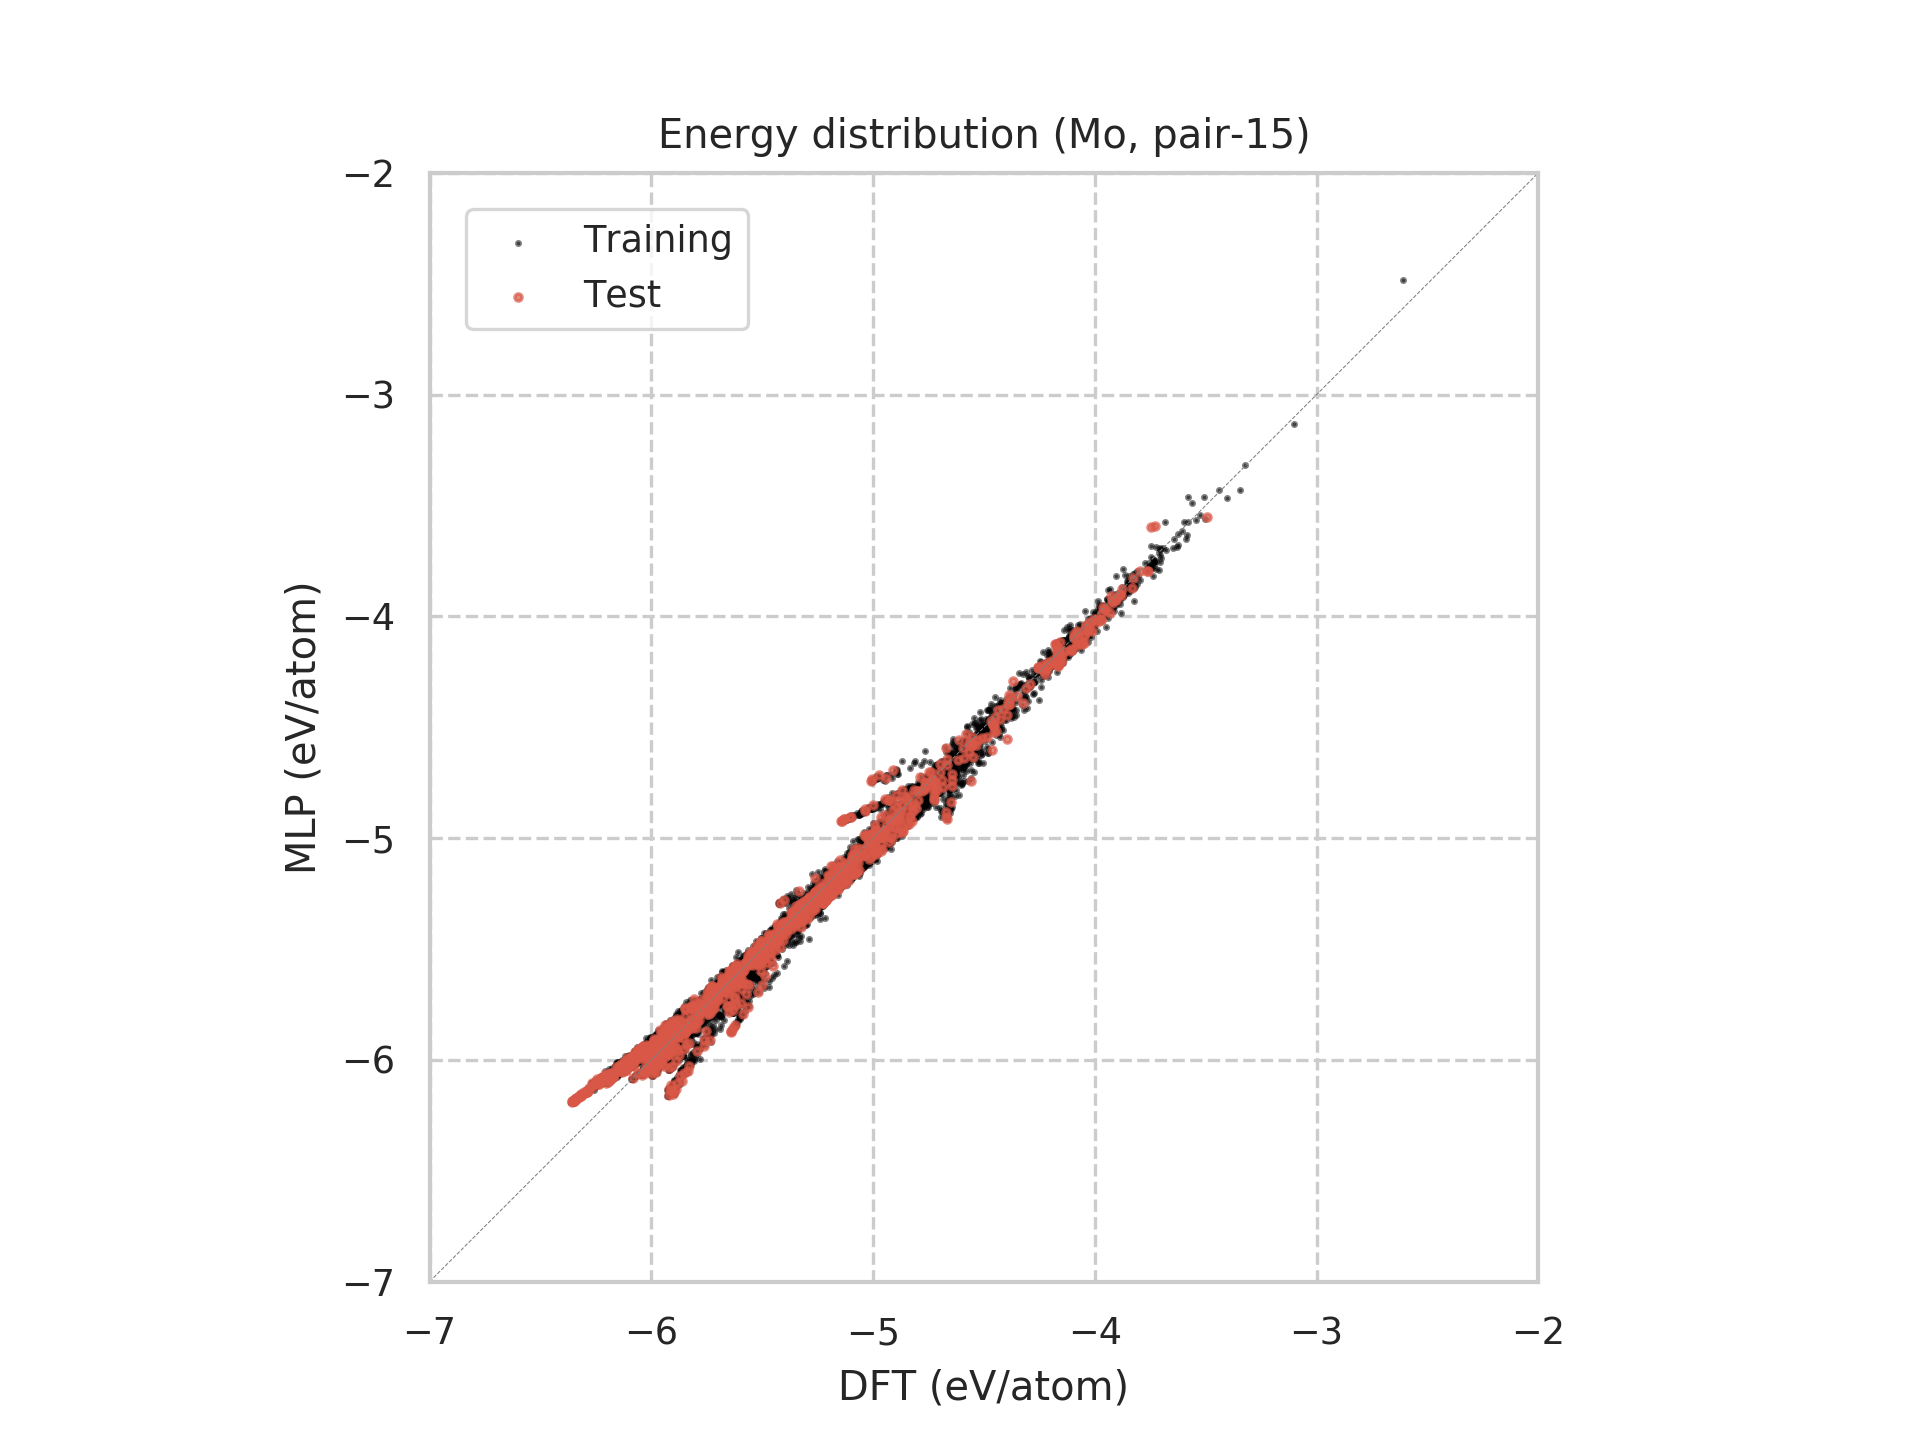 Energy distribution (Mo, pair-15)
Training
Test
−2
−3
−4
−5
−6
−7
MLP (eV/atom)
−7 −6 −5 −4 −3 −2
DFT (eV/atom)